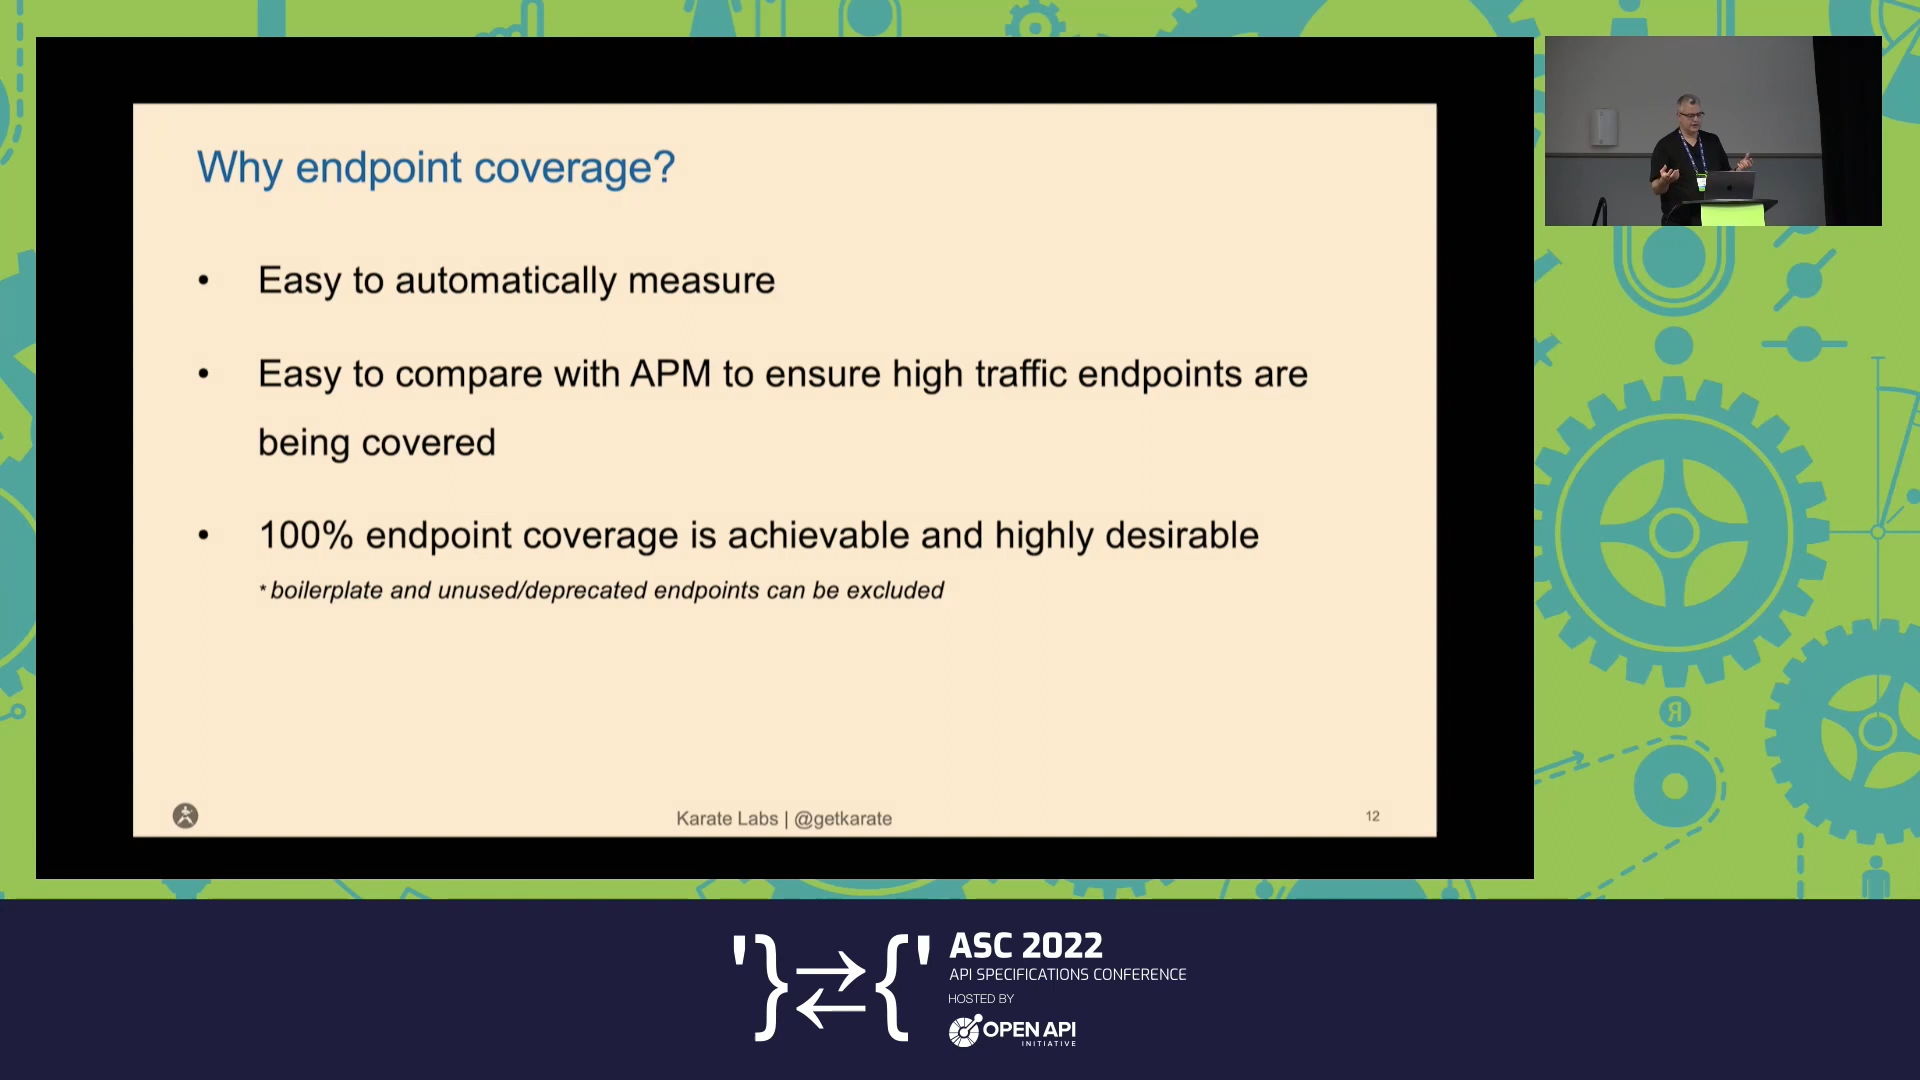 Why endpoint coverage?
• Easy to automatically measure
• Easy to compare with APM to ensure high traffic endpoints are
being covered
• 100% endpoint coverage is achievable and highly desirable
* boilerplate and unused/deprecated endpoints can be excluded
Karate Labs | @getkarate
12
'}⇄{'
ASC 2022
API SPECIFICATIONS CONFERENCE
HOSTED BY
OPEN API
INITIATIVE